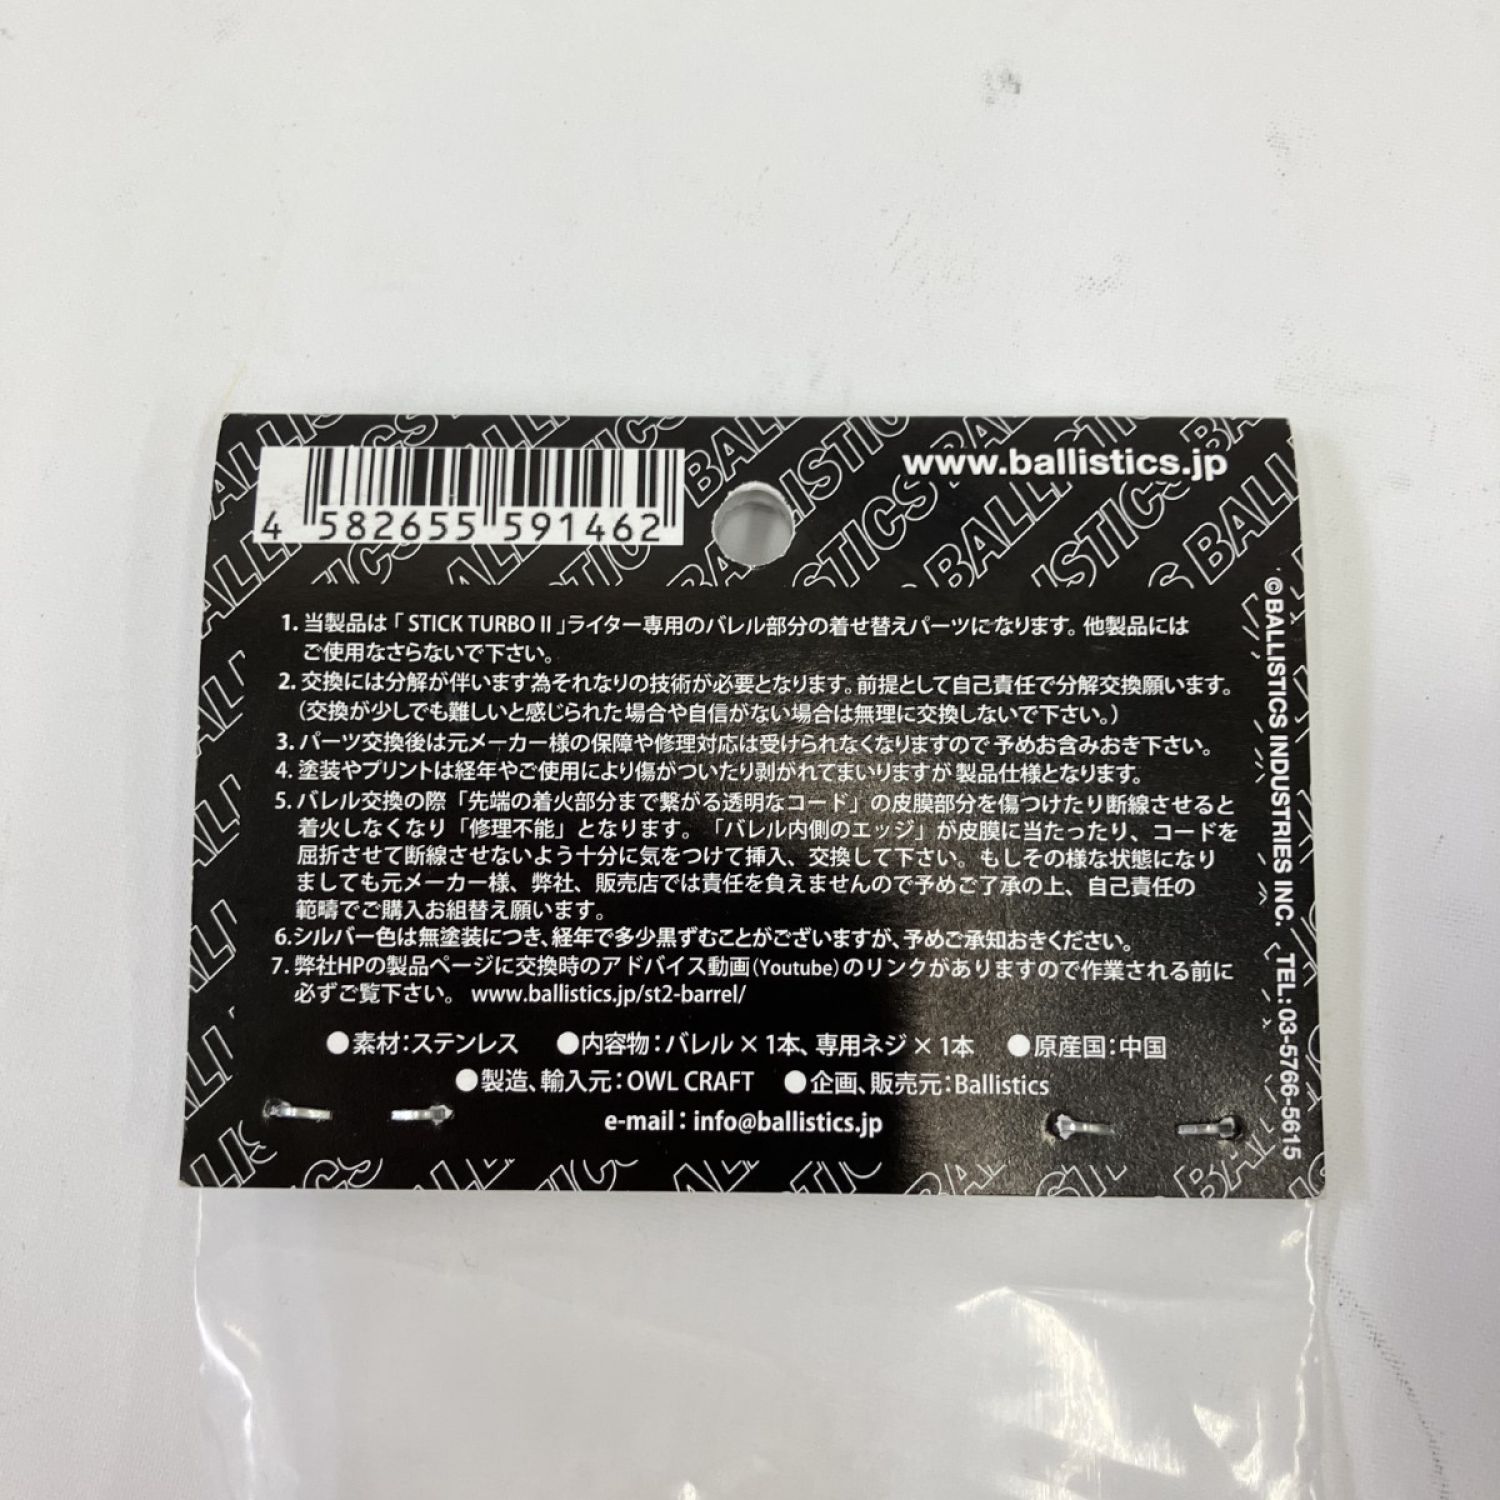 4 582655 591462
www.ballistics.jp
1. 当製品は「 STICK TURBO II 」ライター専用のバレル部分の着せ替えパーツになります。他製品には
ご使用なさらないで下さい。
2. 交換には分解が伴います為それなりの技術が必要となります。前提として自己責任で分解交換願います。
（交換が少しでも難しいと感じられた場合や自信がない場合は無理に交換しないで下さい。）
3. パーツ交換後は元メーカー様の保障や修理対応は受けられなくなりますので予めお含みおき下さい。
4. 塗装やプリントは経年やご使用により傷がついたり剥がれてまいりますが製品仕様となります。
5. バレル交換の際「先端の着火部分まで繋がる透明なコード」の皮膜部分を傷つけたり断線させると
着火しなくなり「修理不能」となります。「バレル内側のエッジ」が皮膜に当たったり、コードを
屈折させて断線させないよう十分に気をつけて挿入、交換して下さい。もしその様な状態になり
ましても元メーカー様、弊社、販売店では責任を負えませんので予めご了承の上、自己責任の
範疇でご購入お組替え願います。
6.シルバー色は無塗装につき、経年で多少黒ずむことがございますが、予めご承知おきください。
7. 弊社HPの製品ページに交換時のアドバイス動画（Youtube）のリンクがありますので作業される前に
必ずご覧下さい。 www.ballistics.jp/st2-barrel/
●素材：ステンレス ●内容物：バレル × 1本、専用ネジ × 1本 ●原産国：中国
●製造、輸入元：OWL CRAFT ●企画、販売元：Ballistics
e-mail : info@ballistics.jp
©BALLISTICS INDUSTRIES INC. TEL:03-5766-5615